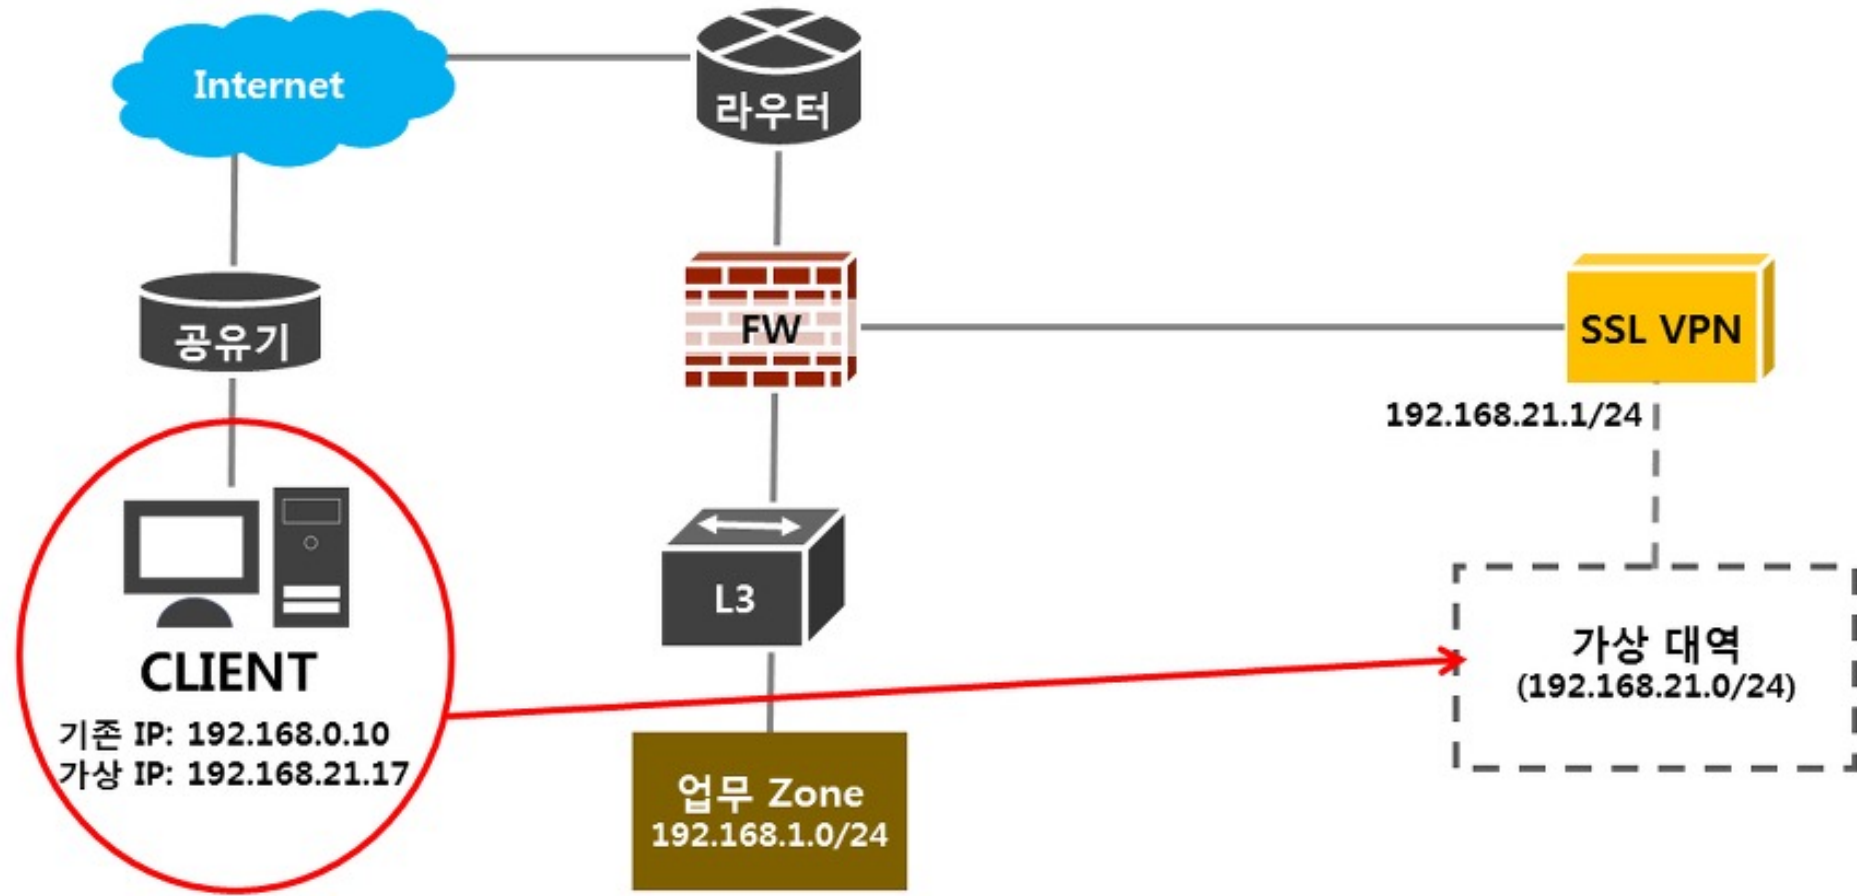 Internet
라우터
공유기
FW
SSL VPN
192.168.21.1/24
L3
CLIENT
기존 IP: 192.168.0.10
가상 IP: 192.168.21.17
업무 Zone
192.168.1.0/24
가상 대역
(192.168.21.0/24)